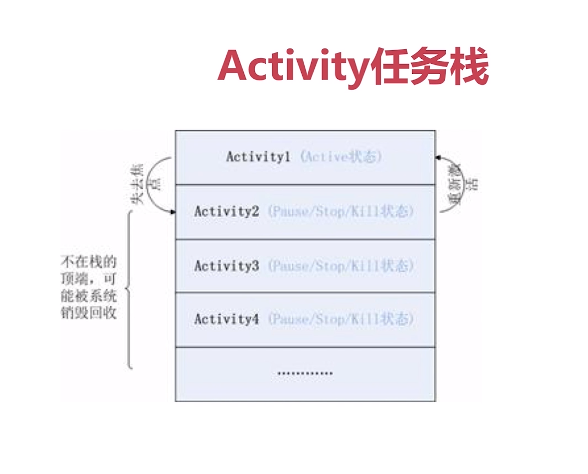 Activity任务栈
Activity1 (Active状态)
失去焦
点
重新激
活
Activity2 (Pause/Stop/Kill状态)
不在栈的
顶端，可
能被系统
销毁回收
Activity3 (Pause/Stop/Kill状态)
Activity4 (Pause/Stop/Kill状态)
............